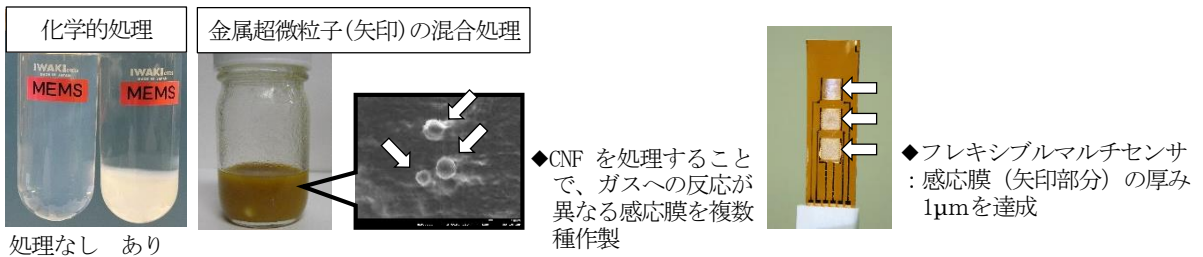 化学的処理
金属超微粒子(矢印)の混合処理
IWAKI
IWAKI
MEMS
MEMS
処理なし　あり
◆CNF を処理すること
で、ガスへの反応が
異なる感応膜を複数
種作製
◆フレキシブルマルチセンサ
：感応膜（矢印部分）の厚み
1μmを達成